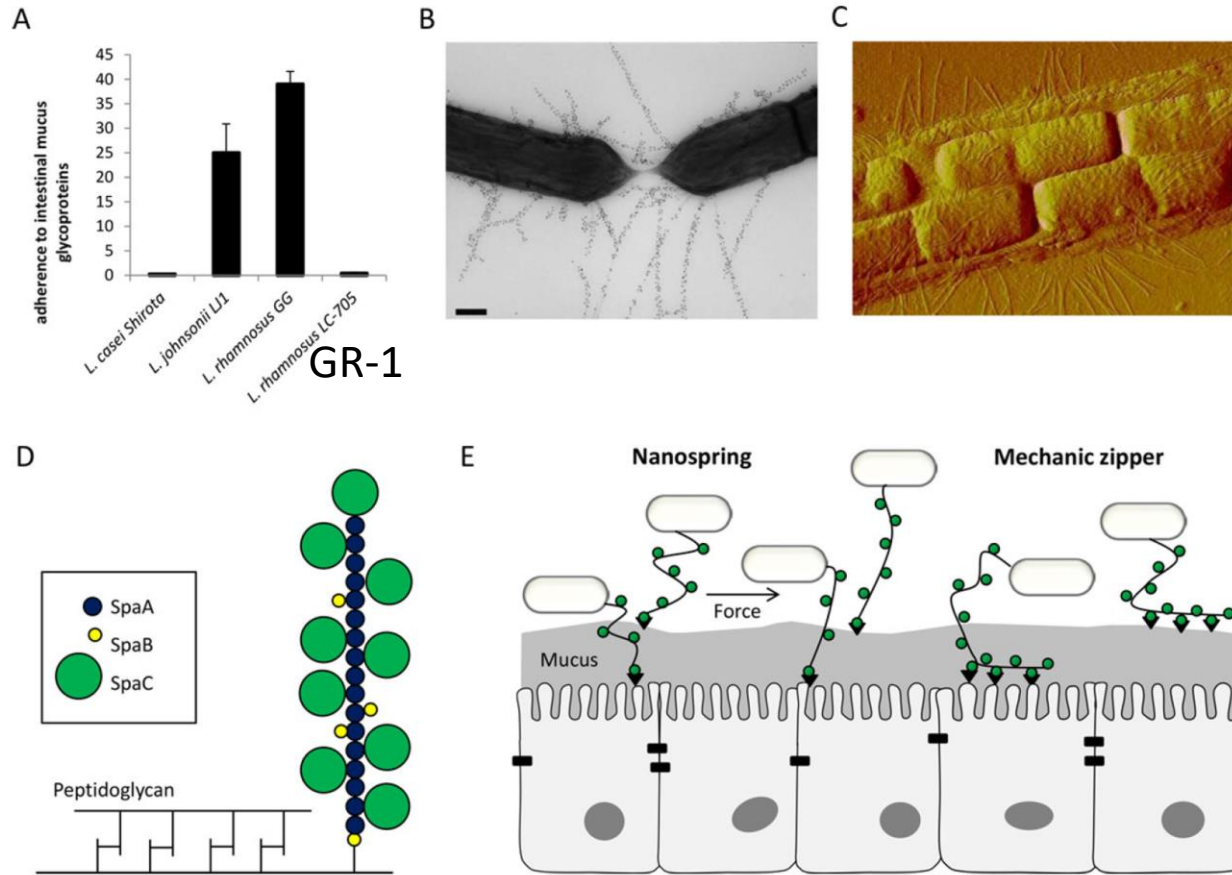 A
adherence to intestinal mucus
glycoproteins
45
40
35
30
25
20
15
10
5
0
L. casei Shirota
L. johnsonii LJ1
L. rhamnosus GG
L. rhamnosus LC-705
GR-1
B
C
D
SpaA
SpaB
SpaC
Peptidoglycan
E
Nanospring
Mechanic zipper
Force
Mucus